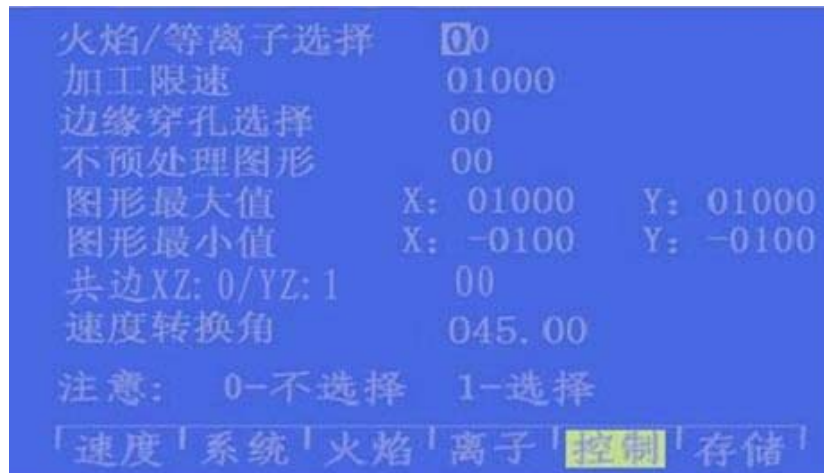 火焰/等离子选择 00
加工限速 01000
边缘穿孔选择 00
不预处理图形 00
图形最大值 X: 01000 Y: 01000
图形最小值 X: -0100 Y: -0100
共边XZ:0/YZ:1 00
速度转换角 045.00
注意: 0-不选择 1-选择
速度 系统 火焰 离子 控制 存储